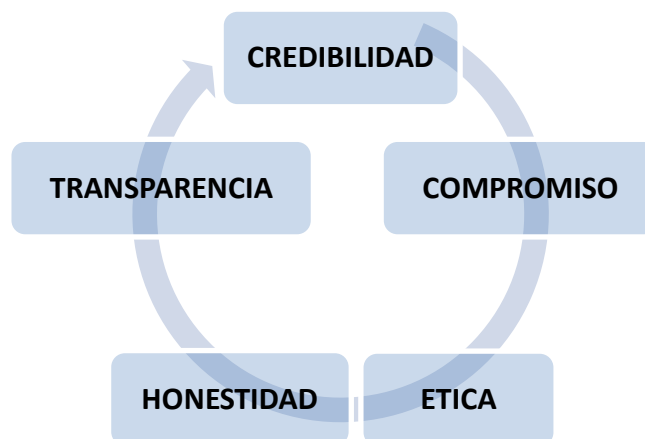 CREDIBILIDAD
COMPROMISO
ETICA
HONESTIDAD
TRANSPARENCIA